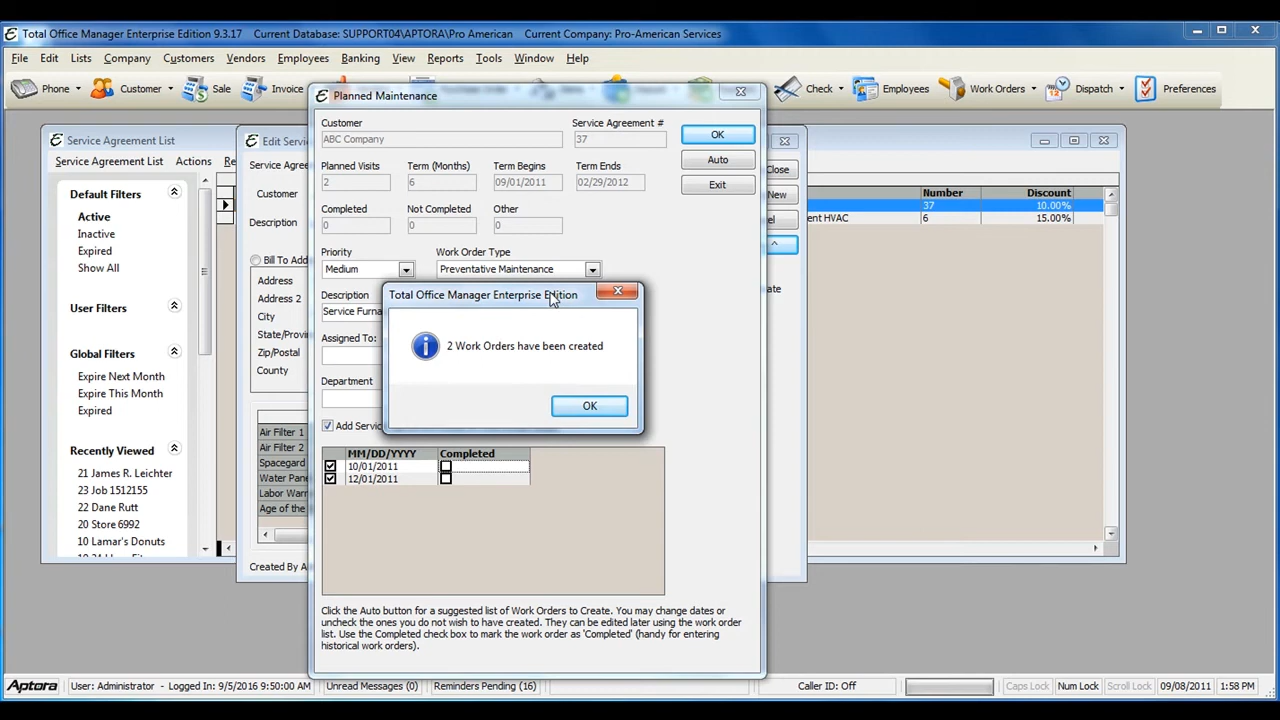 Total Office Manager Enterprise Edition 9.3.17 Current Database: SUPPORT04\APTORA\Pro American Current Company: Pro-American Services
File Edit Lists Company Customers Vendors Employees Banking View Reports Tools Window Help
Phone Customer Sale Invoice Check Employees Work Orders Dispatch Preferences
Service Agreement List
Service Agreement List Actions
Default Filters
Active
Inactive
Expired
Show All
User Filters
Global Filters
Expire Next Month
Expire This Month
Expired
Recently Viewed
21 James R. Leichter
23 Job 1512155
22 Dane Rutt
20 Store 6992
10 Lamar's Donuts
Customer
Description
Address
Address 2
City
Zip/Postal
County
Air Filter 1
Air Filter 2
Age of the
Planned Maintenance
Customer Service Agreement #
ABC Company 37
OK
Auto
Exit
Planned Visits Term (Months) Term Begins Term Ends
2 6 09/01/2011 02/29/2012
Completed Not Completed Other
0 0 0
Priority Work Order Type
Medium Preventative Maintenance
Description
Assigned To:
Department
Total Office Manager Enterprise Edition
2 Work Orders have been created
OK
MM/DD/YYYY Completed
10/01/2011
12/01/2011
Click the Auto button for a suggested list of Work Orders to Create. You may change dates or
uncheck the ones you do not wish to have created. They can be edited later using the work order
list. Use the Completed check box to mark the work order as 'Completed' (handy for entering
historical work orders).
Close
New
Number Discount
37 10.00%
HVAC 6 15.00%
Aptora User: Administrator - Logged In: 9/5/2016 9:50:00 AM Unread Messages (0) Reminders Pending (16) Caller ID: Off Caps Lock Num Lock Scroll Lock 09/08/2011 1:58 PM